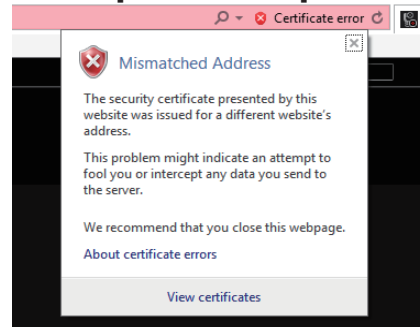 Certificate error
Mismatched Address
The security certificate presented by this
website was issued for a different website's
address.
This problem might indicate an attempt to
fool you or intercept any data you send to
the server.
We recommend that you close this webpage.
About certificate errors
View certificates